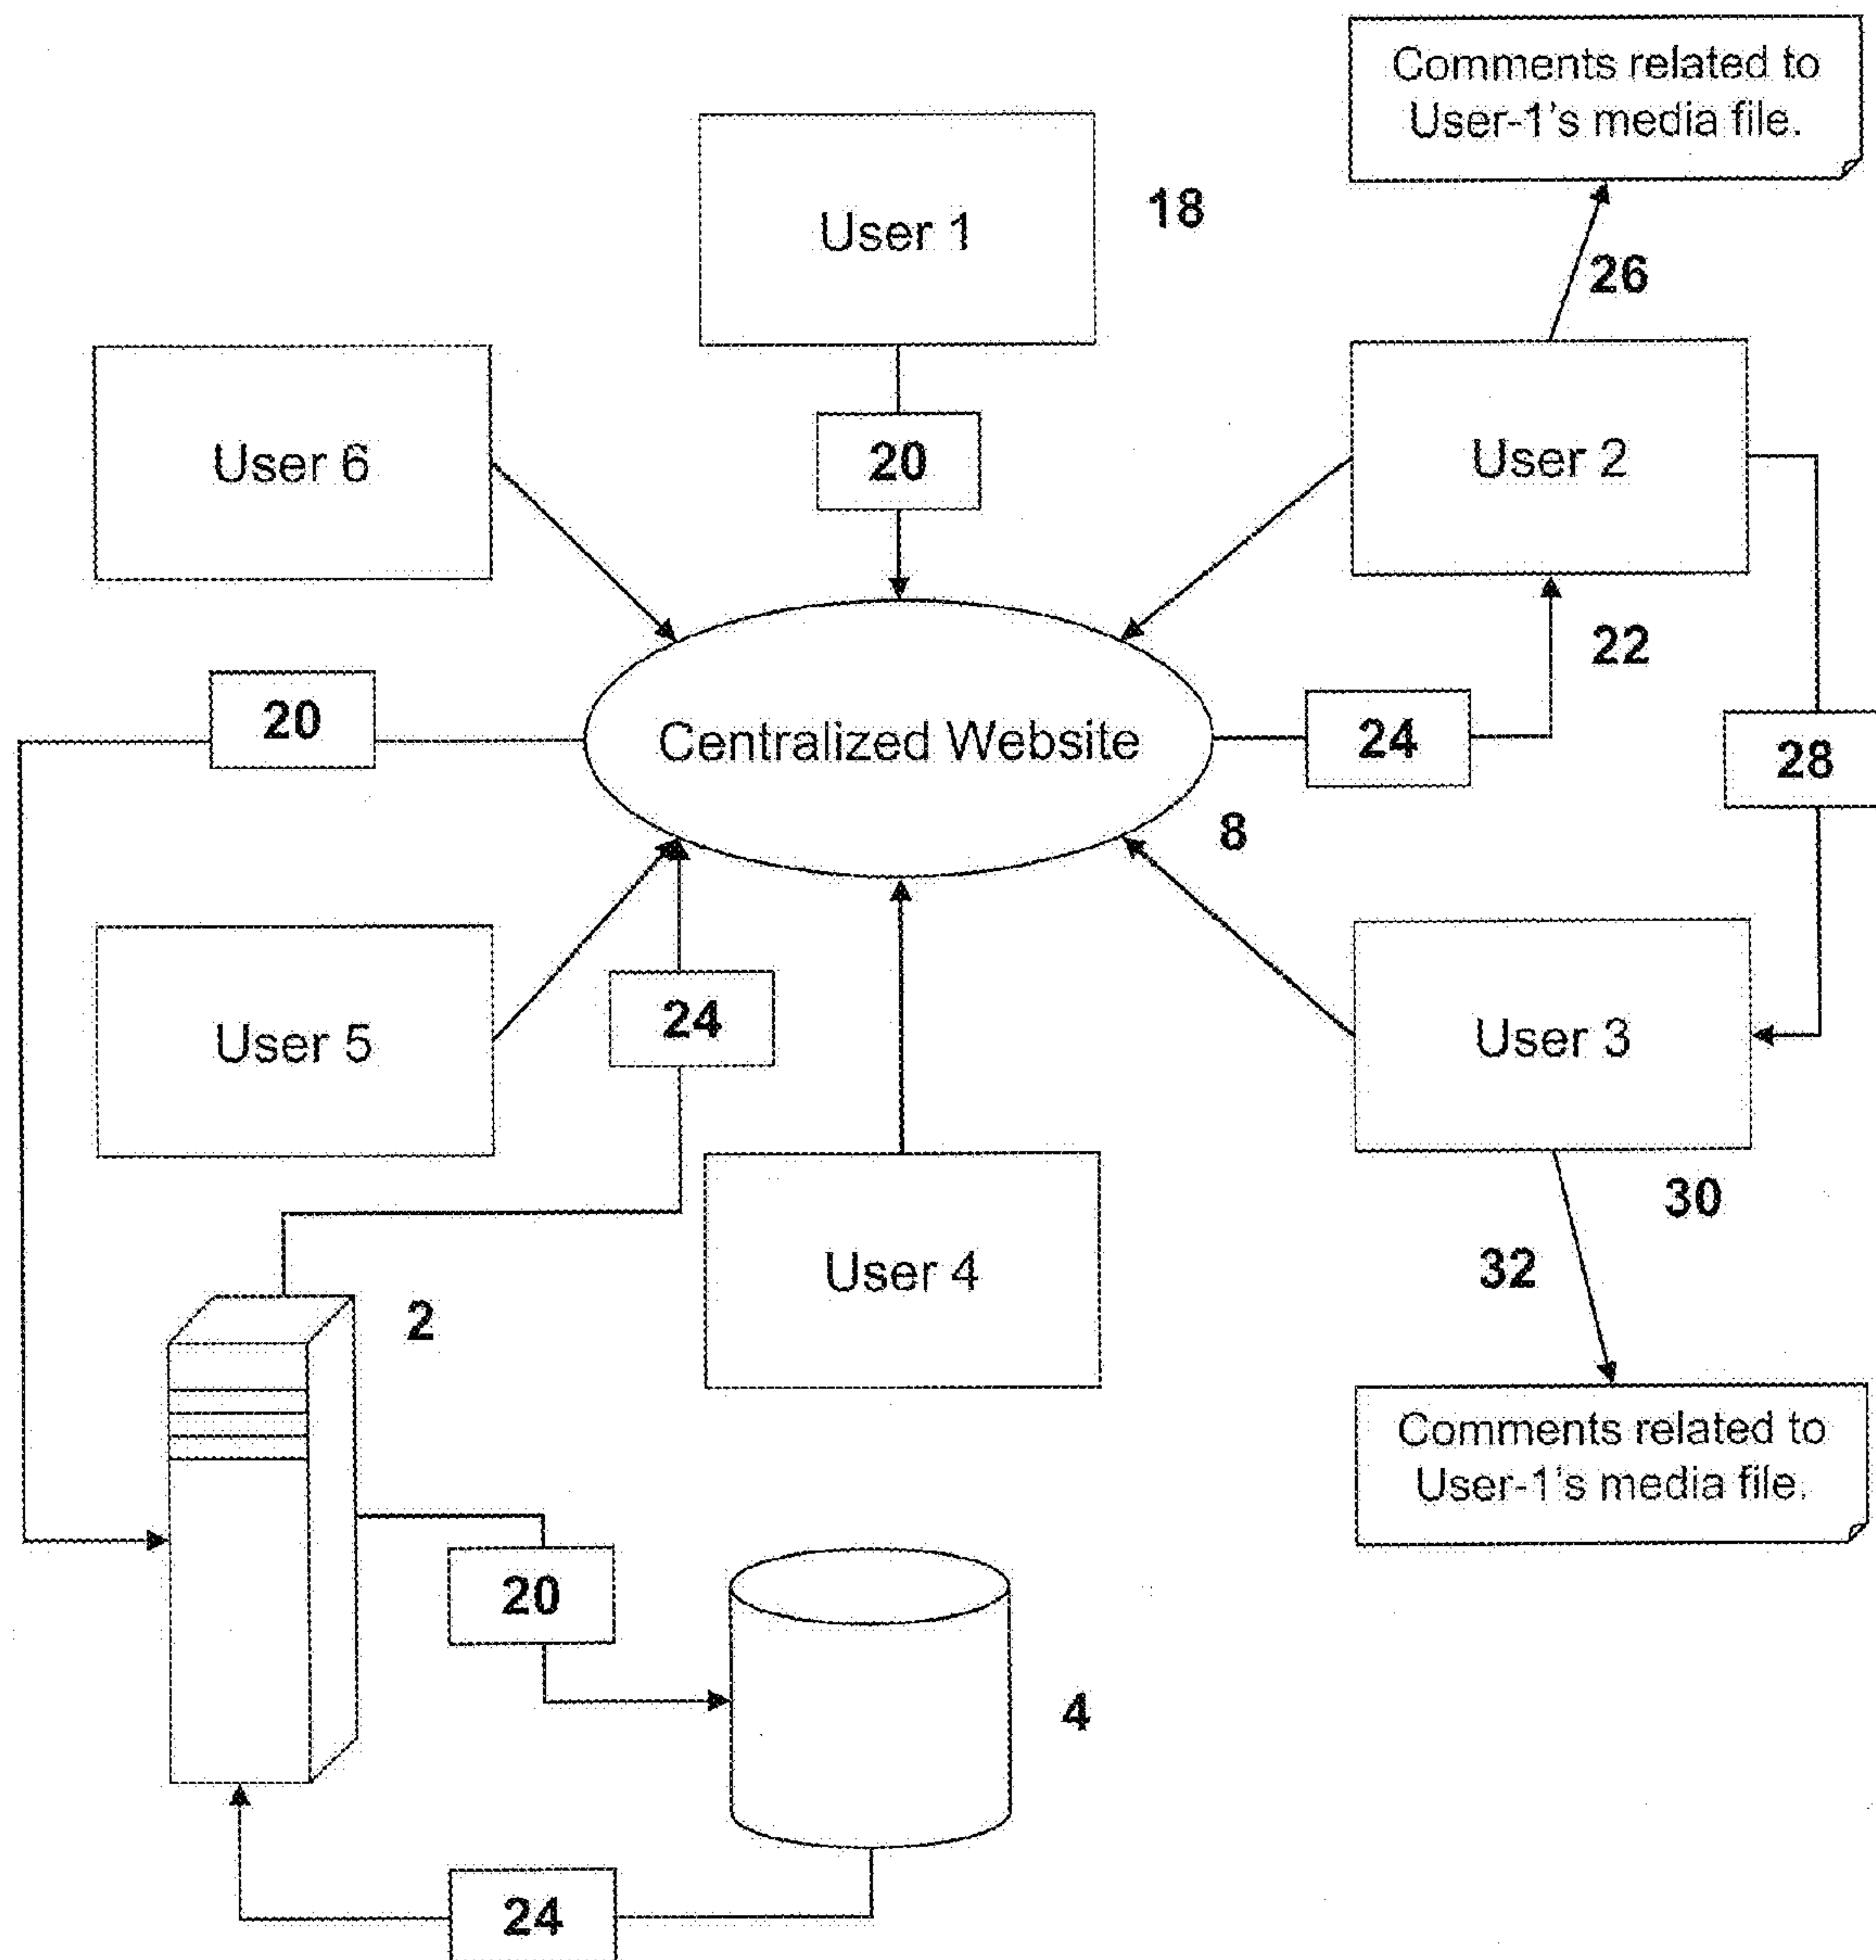 Comments related to
User-1's media file.
User 1
18
26
User 6
20
User 2
22
20
Centralized Website
24
28
8
User 5
24
User 3
30
User 4
32
2
Comments related to
User-1's media file.
20
4
24